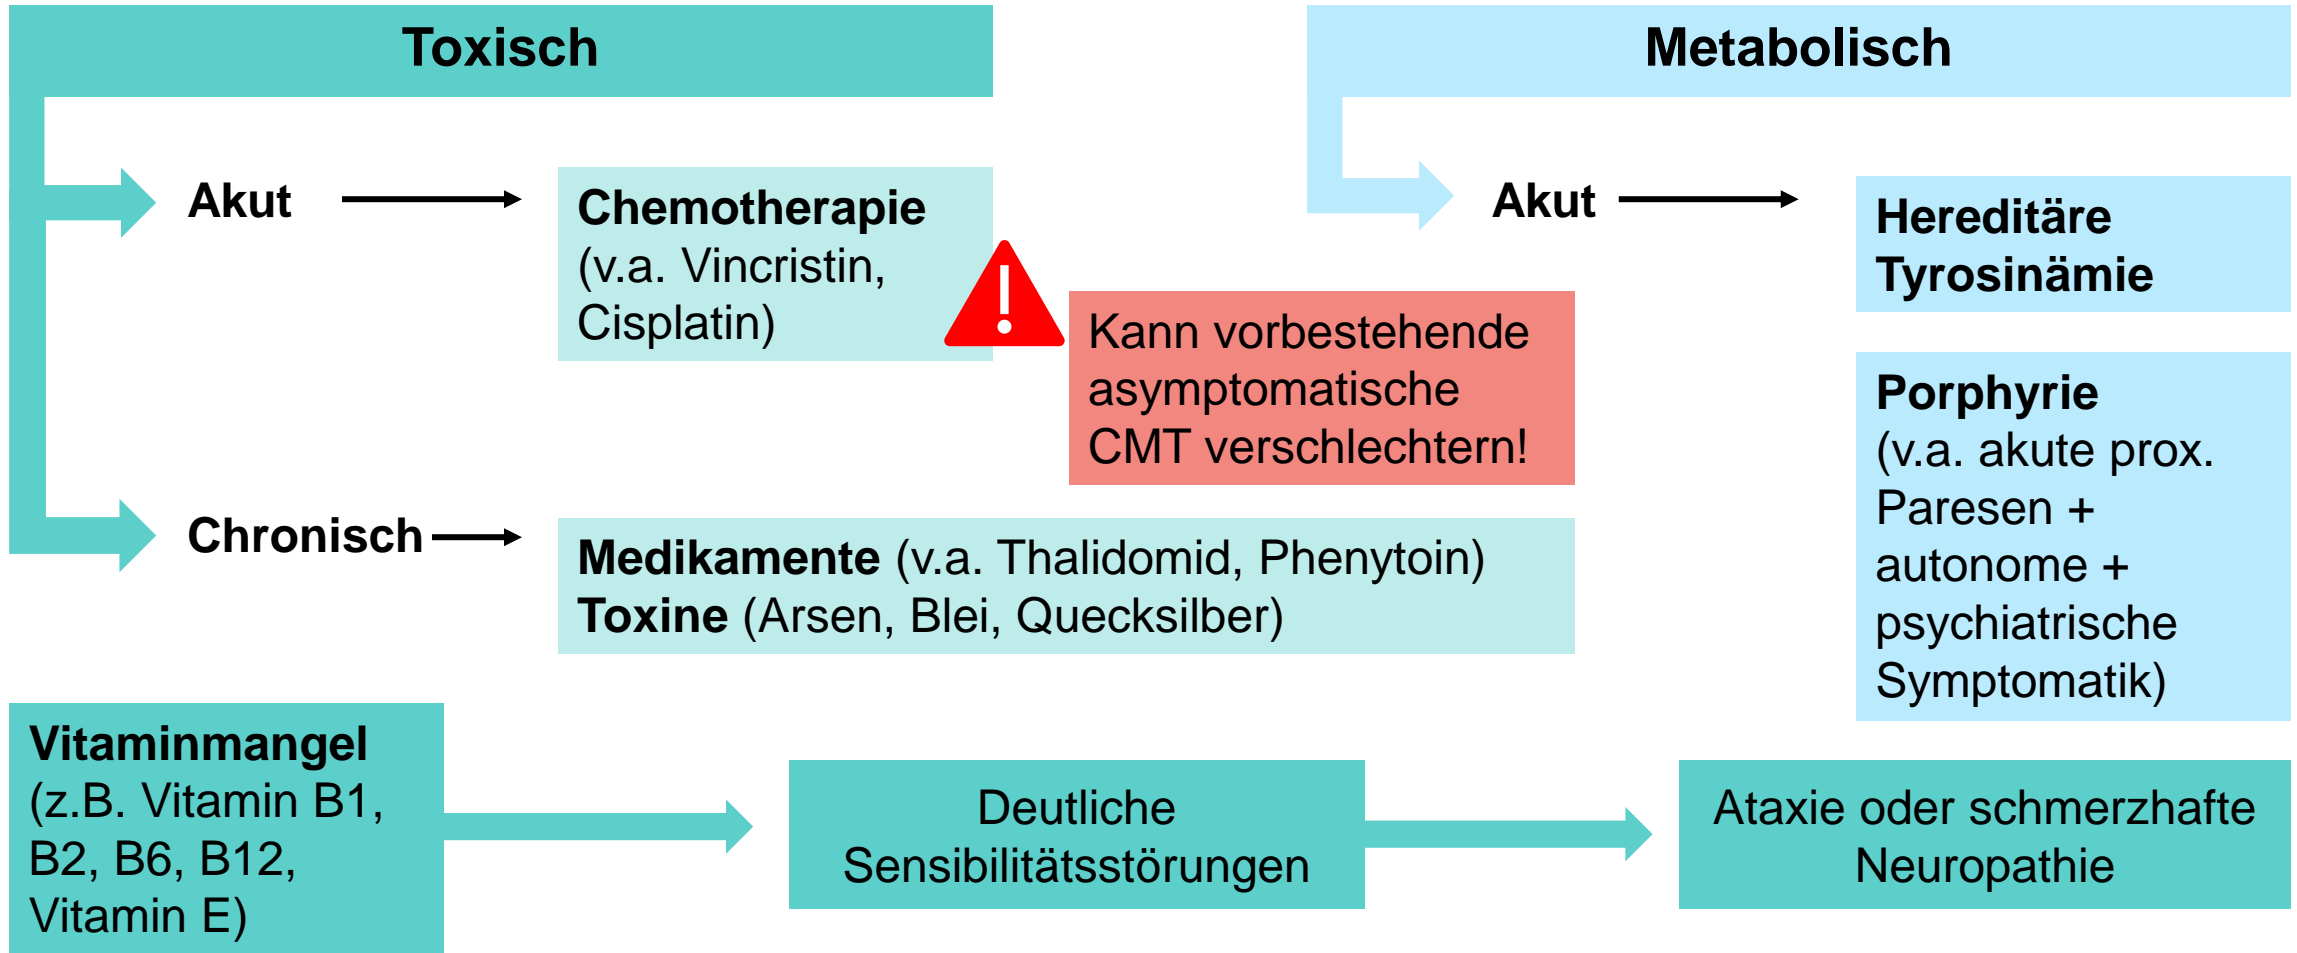 Toxisch
Akut
Chemotherapie
(v.a. Vincristin,
Cisplatin)
Kann vorbestehende
asymptomatische
CMT verschlechtern!
Chronisch
Medikamente (v.a. Thalidomid, Phenytoin)
Toxine (Arsen, Blei, Quecksilber)
Metabolisch
Akut
Hereditäre
Tyrosinämie
Porphyrie
(v.a. akute prox.
Paresen +
autonome +
psychiatrische
Symptomatik)
Vitaminmangel
(z.B. Vitamin B1,
B2, B6, B12,
Vitamin E)
Deutliche
Sensibilitätsstörungen
Ataxie oder schmerzhafte
Neuropathie